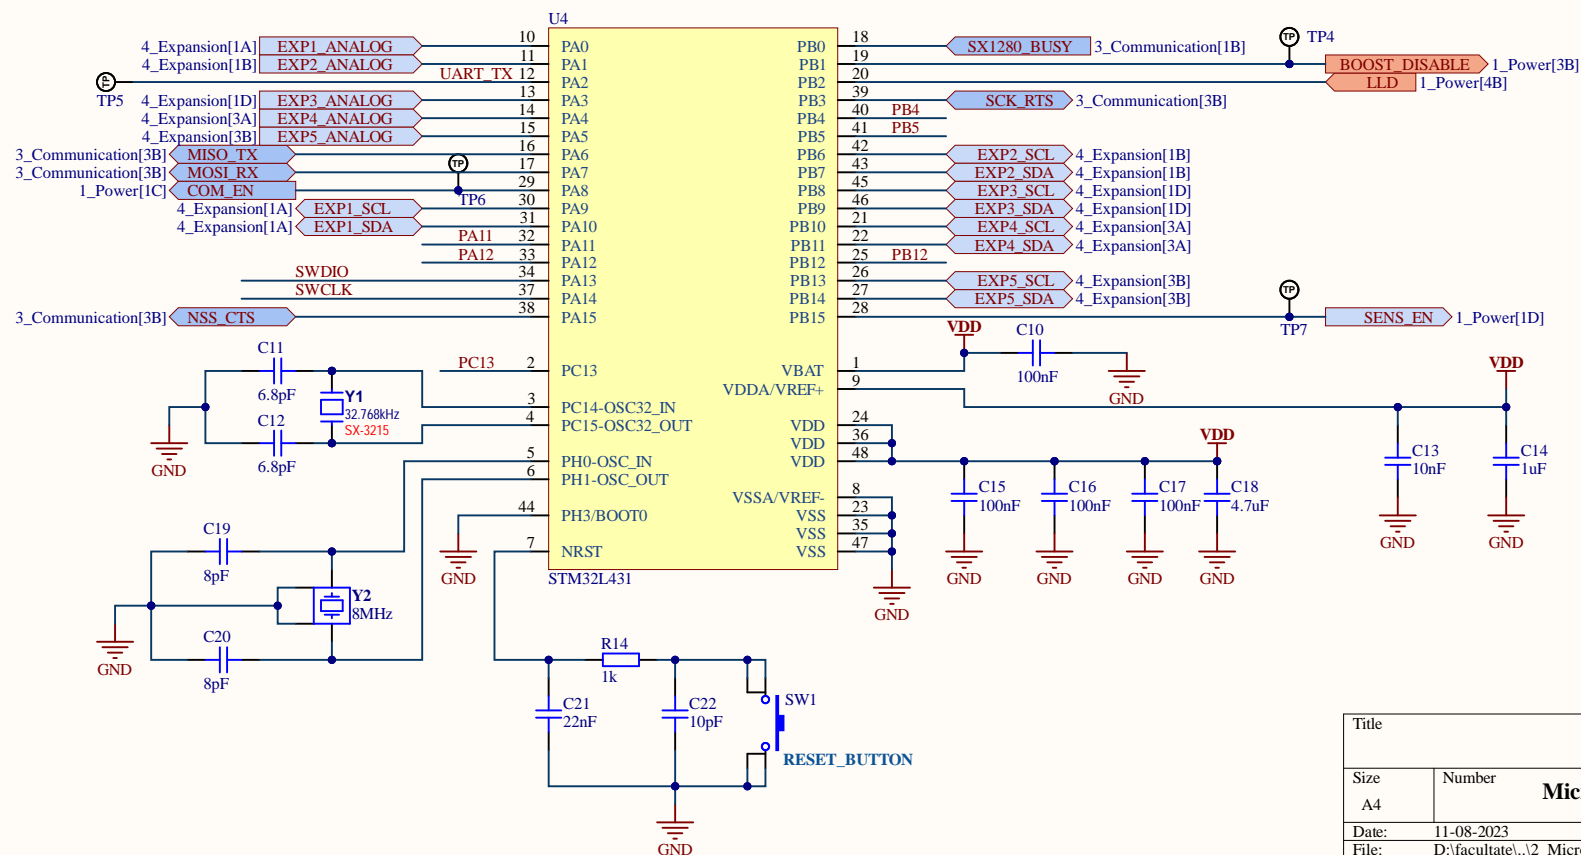 U4
4_Expansion[1A] EXP1_ANALOG 10 PA0 PB0 18 SX1280_BUSY 3_Communication[1B] TP TP4
4_Expansion[1B] EXP2_ANALOG 11 PA1 PB1 19 BOOST_DISABLE 1_Power[3B]
TP TP5 UART_TX 12 PA2 PB2 20 LLD 1_Power[4B]
4_Expansion[1D] EXP3_ANALOG 13 PA3 PB3 39 SCK_RTS 3_Communication[3B]
4_Expansion[3A] EXP4_ANALOG 14 PA4 PB4 40 PB4
4_Expansion[3B] EXP5_ANALOG 15 PA5 PB5 41 PB5
3_Communication[3B] MISO_TX 16 PA6 PB6 42 EXP2_SCL 4_Expansion[1B]
3_Communication[3B] MOSI_RX TP 17 PA7 PB7 43 EXP2_SDA 4_Expansion[1B]
1_Power[1C] COM_EN TP6 29 PA8 PB8 45 EXP3_SCL 4_Expansion[1D]
4_Expansion[1A] EXP1_SCL 30 PA9 PB9 46 EXP3_SDA 4_Expansion[1D]
4_Expansion[1A] EXP1_SDA 31 PA10 PB10 21 EXP4_SCL 4_Expansion[3A]
PA11 32 PA11 PB11 22 EXP4_SDA 4_Expansion[3A]
PA12 33 PA12 PB12 25 PB12
SWDIO 34 PA13 PB13 26 EXP5_SCL 4_Expansion[3B]
SWCLK 37 PA14 PB14 27 EXP5_SDA 4_Expansion[3B] TP
3_Communication[3B] NSS_CTS 38 PA15 PB15 28 TP7 SENS_EN 1_Power[1D]
VDD C10
100nF
GND
PC13 2 PC13 VBAT 1
VDDA/VREF+ 9
VDD
C11
6.8pF
Y1
32.768kHz
SX-3215
C12
6.8pF
GND
3 PC14-OSC32_IN
4 PC15-OSC32_OUT
VDD 24
VDD 36
VDD 48
VDD
C13
10nF
GND
C14
1uF
GND
5 PH0-OSC_IN
6 PH1-OSC_OUT
C15
100nF
GND
C16
100nF
GND
C17
100nF
GND
C18
4.7uF
GND
44 PH3/BOOT0
GND
7 NRST
VSSA/VREF- 8
VSS 23
VSS 35
VSS 47
GND
STM32L431
C19
8pF
Y2
8MHz
GND
C20
8pF
R14
1k
C21
22nF
C22
10pF
SW1
RESET_BUTTON
GND
Title
Size Number
A4
Date: 11-08-2023
File: D:\facultate\..\2